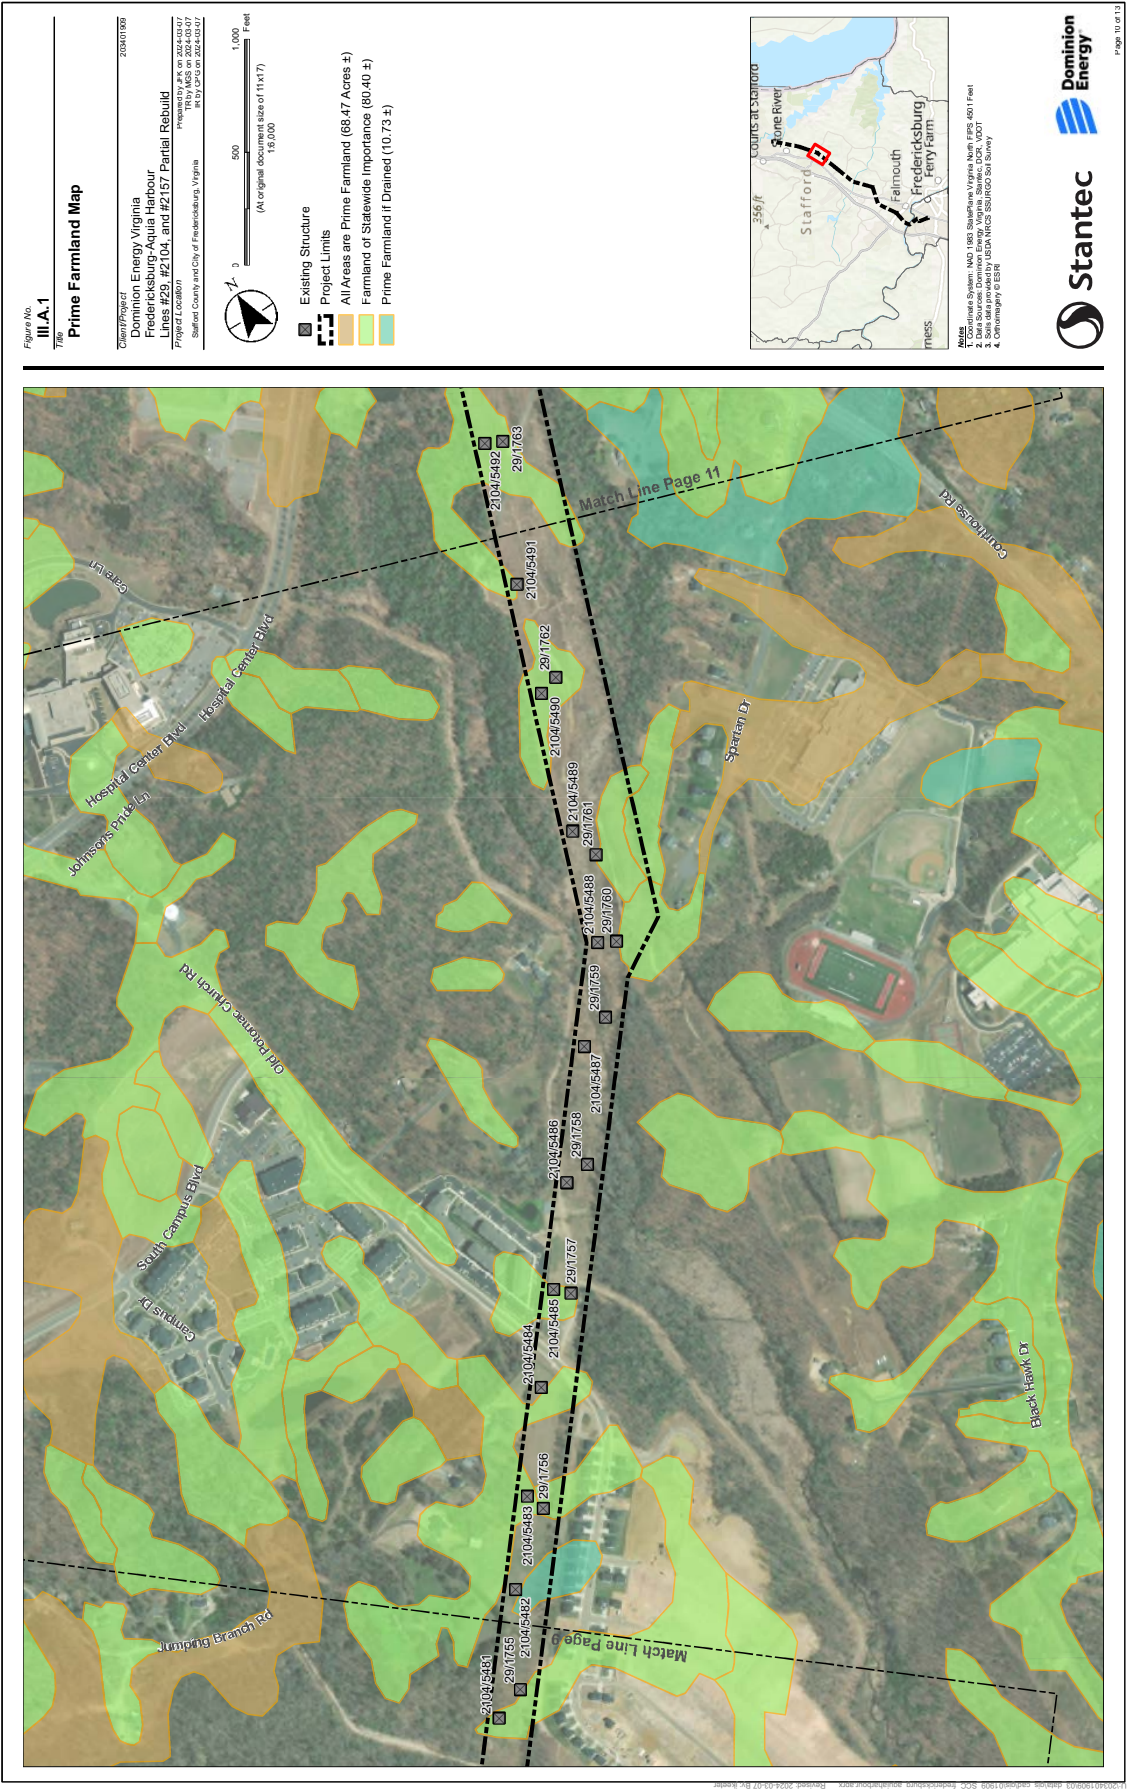 Figure No.
III.A.1
Title
Prime Farmland Map
Client/Project 203401909
Dominion Energy Virginia
Fredericksburg-Aquia Harbour
Lines #29, #2104, and #2157 Partial Rebuild
Project Location
Prepared by JHK on 2024-03-07
TR by MGS on 2024-03-07
IR by CPG on 2024-03-07
Stafford County and City of Fredericksburg, Virginia
N
0 500 1,000
Feet
(At original document size of 11x17)
1:6,000
Existing Structure
Project Limits
All Areas are Prime Farmland (68.47 Acres ±)
Farmland of Statewide Importance (80.40 ±)
Prime Farmland if Drained (10.73 ±)
Courts at Stafford
Stone River
356 ft
Stafford
Falmouth
Fredericksburg
Ferry Farm
rness
Notes
1. Coordinate System: NAD 1983 StatePlane Virginia North FIPS 4501 Feet
2. Data Sources: Dominion Energy Virginia, Stantec, DCR, VDOT
3. Soils data provided by USDA NRCS SSURGO Soil Survey
4. Orthoimagery © ESRI
Stantec
Dominion
Energy®
Page 10 of 13
Care Ln
Hospital Center Blvd
Hospital Center Blvd
Johnsons Pride Ln
Old Potomac Church Rd
South Campus Blvd
Campus Dr
Jumping Branch Rd
Match Line Page 11
Match Line Page 9
Courthouse Rd
Spartan Dr
Black Hawk Dr
2104/5492
29/1763
2104/5491
29/1762
2104/5490
2104/5489
29/1761
2104/5488
29/1760
29/1759
2104/5487
29/1758
2104/5486
29/1757
2104/5485
2104/5484
29/1756
2104/5483
2104/5482
29/1755
2104/5481